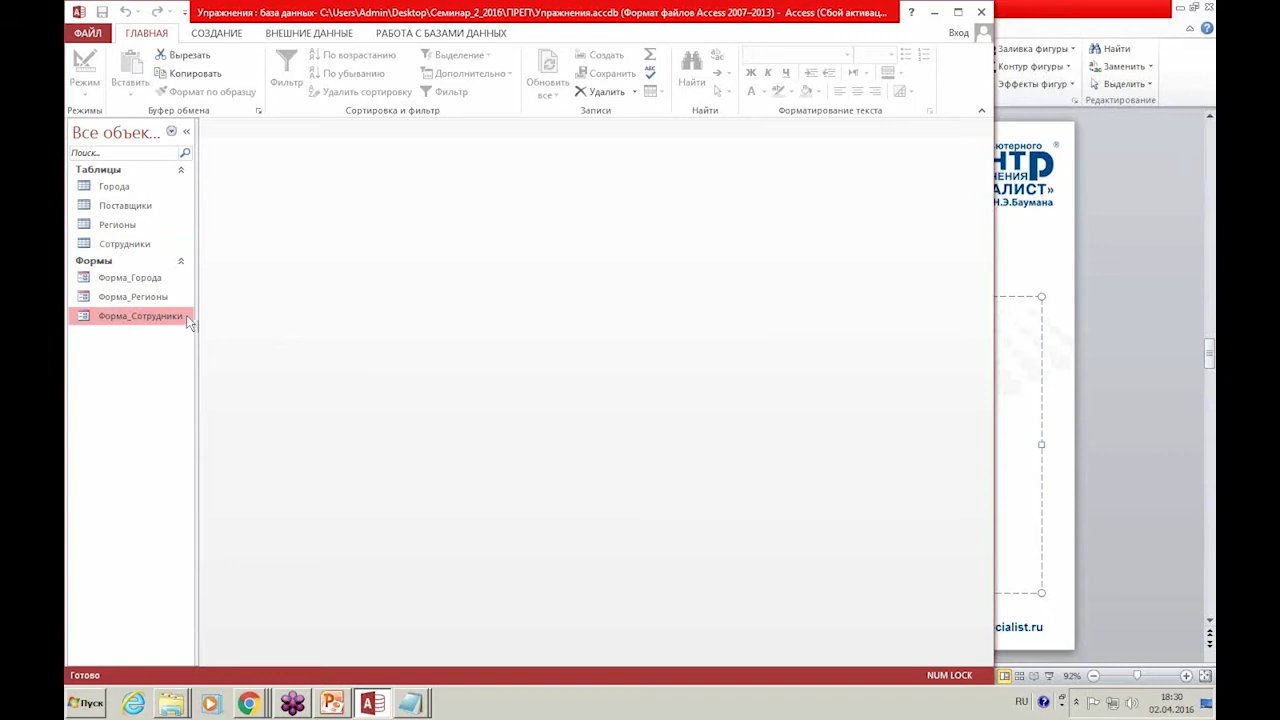 Упражнения : база данных- C:\Users\Admin\Desktop\Семинар_2_2016\ПРЕП\Упражнения.accdb (Формат файлов Access 2007–2013) - Access (Сбой активац...
ФАЙЛ ГЛАВНАЯ СОЗДАНИЕ ВНЕШНИЕ ДАННЫЕ РАБОТА С БАЗАМИ ДАННЫХ Вход
Режим
Вставить
Вырезать
Копировать
Формат по образцу
Фильтр
По возрастанию
По убыванию
Удалить сортировку
Выделение
Дополнительно
Фильтр
Обновить
все
Создать
Сохранить
Удалить
Найти
Ж К Ч
Режимы Буфер обмена Сортировка и фильтр Записи Найти Форматирование текста
Заливка фигуры
Контур фигуры
Эффекты фигур
Найти
Заменить
Выделить
Редактирование
Все объек...
Поиск...
Таблицы
Города
Поставщики
Регионы
Сотрудники
Формы
Форма_Города
Форма_Регионы
Форма_Сотрудники
ьютерного
НТР
ЕНИЯ
АЛИСТ»
Н.Э.Баумана
cialist.ru
Готово NUM LOCK
92%
Пуск
RU
18:30
02.04.2016